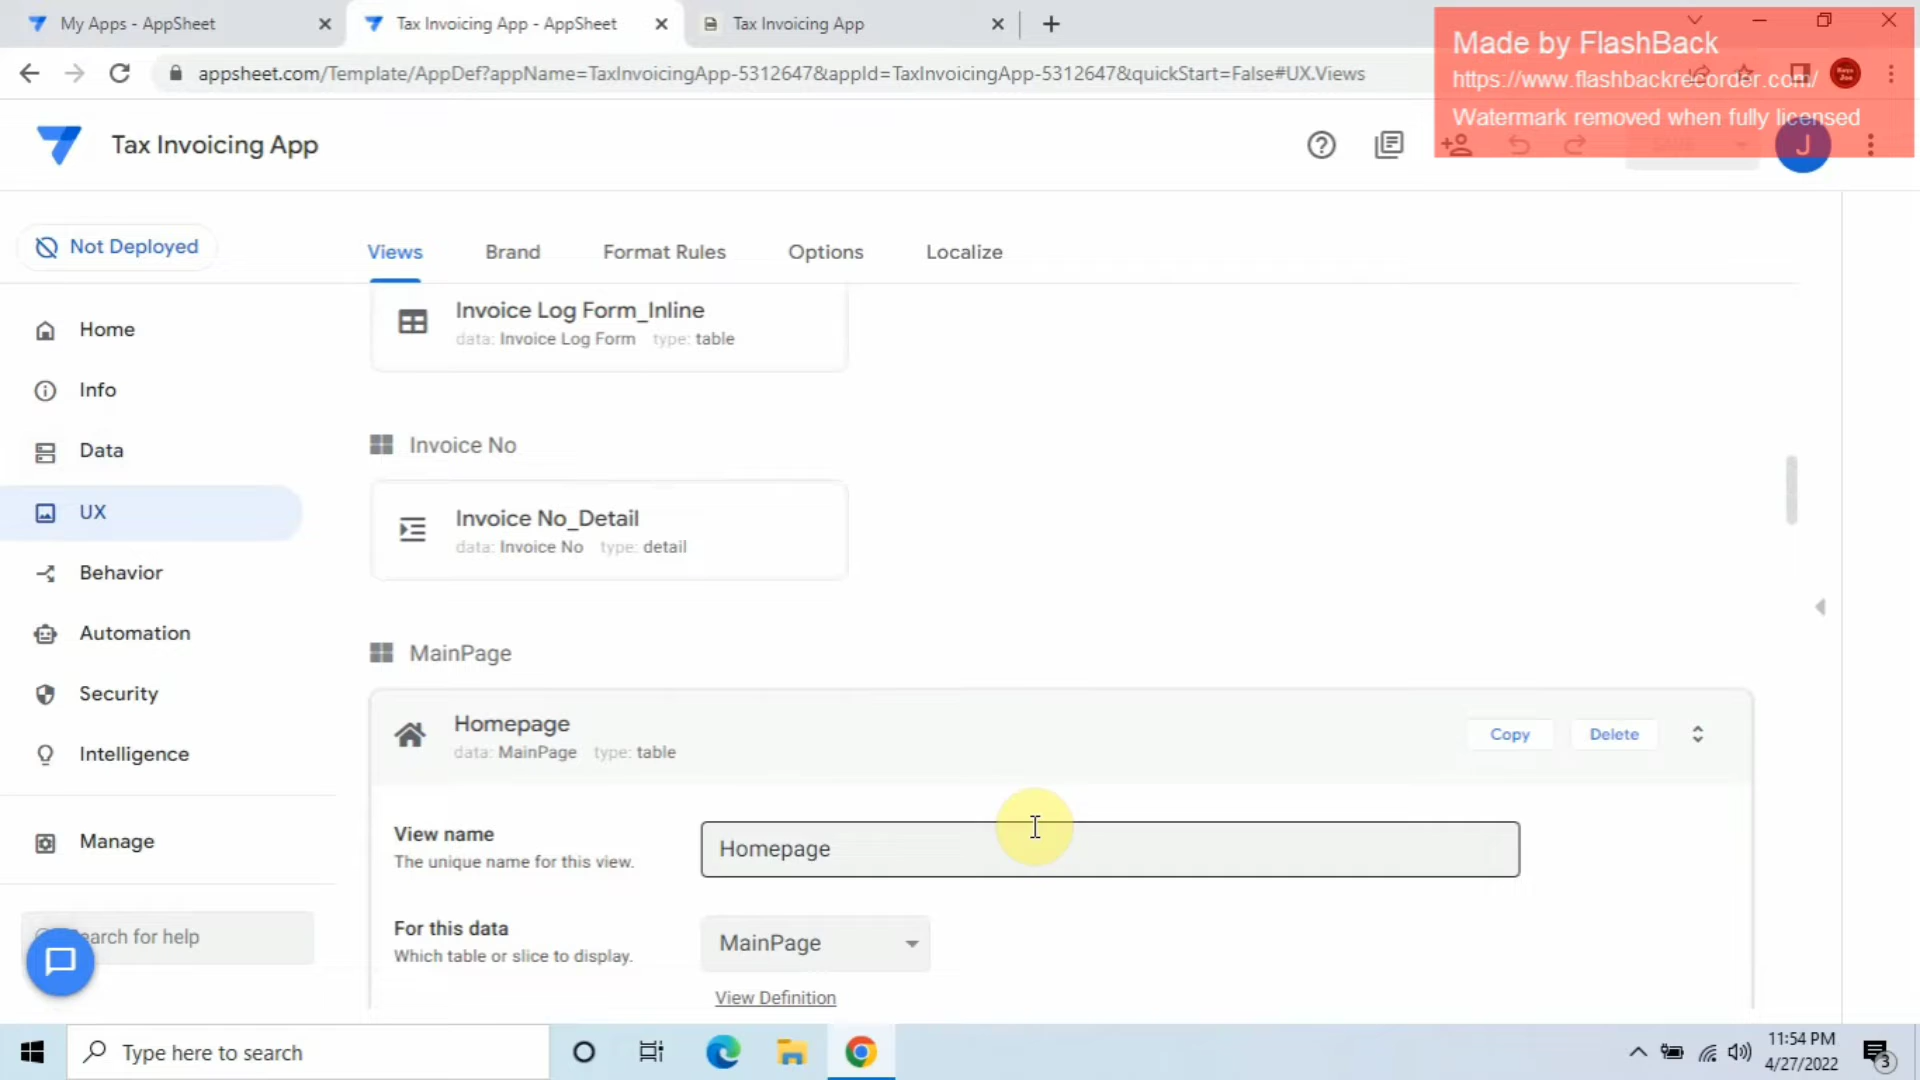 My Apps - AppSheet
Tax Invoicing App - AppSheet
Tax Invoicing App
appsheet.com/Template/AppDef?appName=TaxInvoicingApp-5312647&appId=TaxInvoicingApp-5312647&quickStart=False#UX.Views
Made by FlashBack
https://www.flashbackrecorder.com/
Watermark removed when fully licensed
Tax Invoicing App
J
Not Deployed
Views
Brand
Format Rules
Options
Localize
Home
Info
Data
UX
Behavior
Automation
Security
Intelligence
Manage
earch for help
Invoice Log Form_Inline
data: Invoice Log Form type: table
Invoice No
Invoice No_Detail
data: Invoice No type: detail
MainPage
Homepage
data: MainPage type: table
Copy
Delete
View name
The unique name for this view.
Homepage
For this data
Which table or slice to display.
MainPage
View Definition
Type here to search
11:54 PM
4/27/2022
3